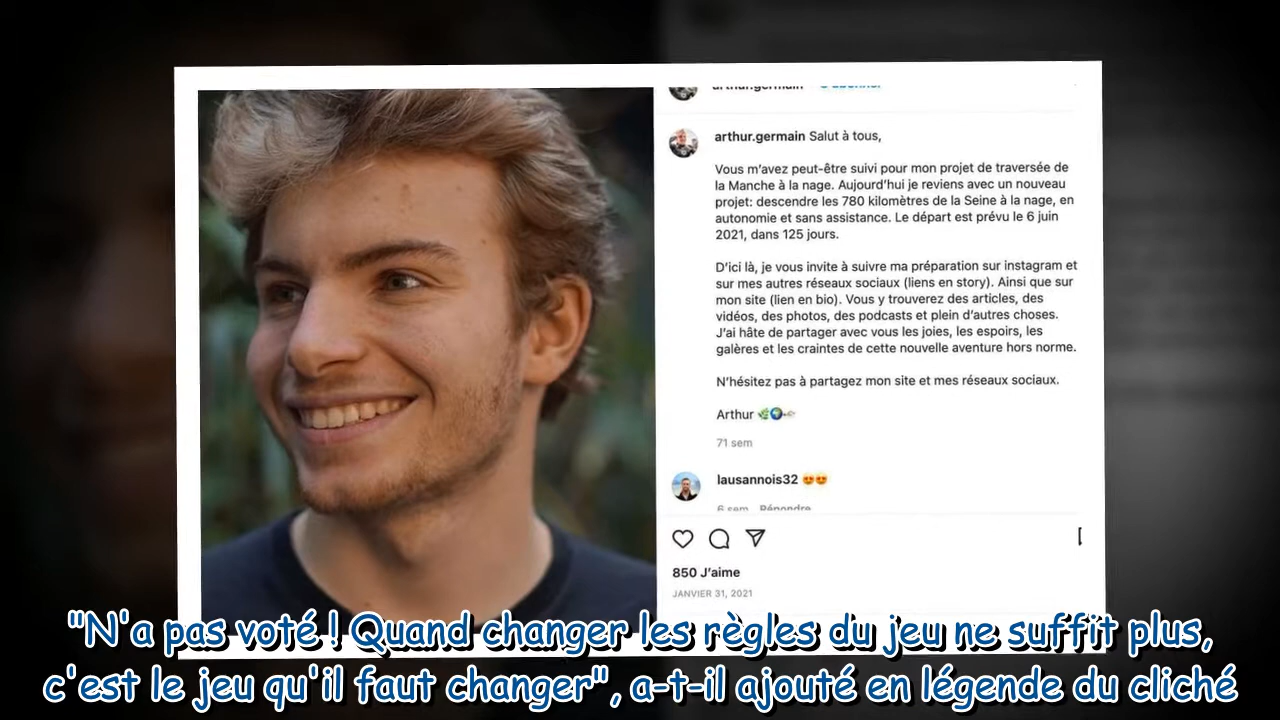 arthur.germain S'abonner
arthur.germain Salut à tous,
Vous m'avez peut-être suivi pour mon projet de traversée de
la Manche à la nage. Aujourd'hui je reviens avec un nouveau
projet: descendre les 780 kilomètres de la Seine à la nage, en
autonomie et sans assistance. Le départ est prévu le 6 juin
2021, dans 125 jours.
D'ici là, je vous invite à suivre ma préparation sur instagram et
sur mes autres réseaux sociaux (liens en story). Ainsi que sur
mon site (lien en bio). Vous y trouverez des articles, des
vidéos, des photos, des podcasts et plein d'autres choses.
J'ai hâte de partager avec vous les joies, les espoirs, les
galères et les craintes de cette nouvelle aventure hors norme.
N'hésitez pas à partagez mon site et mes réseaux sociaux.
Arthur 🌿🌍
71 sem
lausannois32 😍😍
6 sem Répondre
850 J'aime
JANVIER 31, 2021
"N'a pas voté ! Quand changer les règles du jeu ne suffit plus,
c'est le jeu qu'il faut changer", a-t-il ajouté en légende du cliché